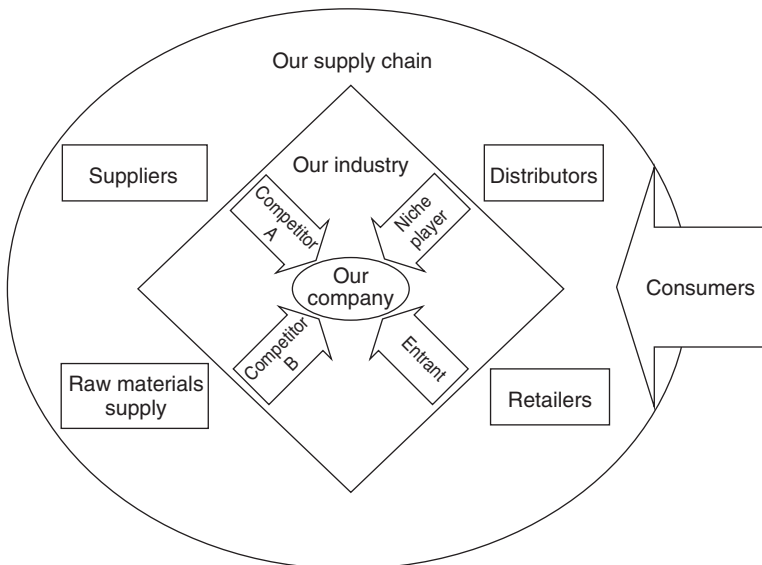 Our supply chain
Suppliers
Our industry
Distributors
Competitor
A
Niche
player
Our
company
Consumers
Competitor
B
Entrant
Raw materials
supply
Retailers